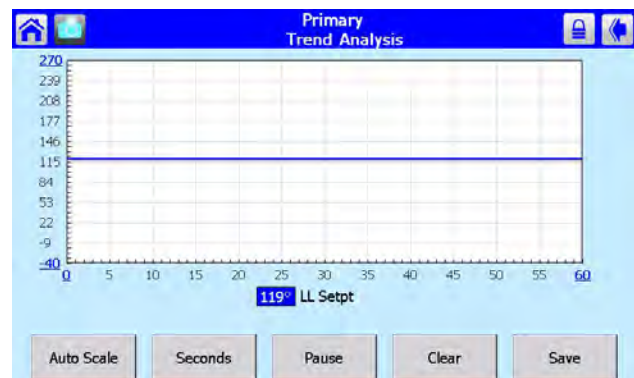 Primary
Trend Analysis
270
239
208
177
146
115
84
53
22
-9
-40
0 5 10 15 20 25 30 35 40 45 50 55 60
119° LL Setpt
Auto Scale Seconds Pause Clear Save